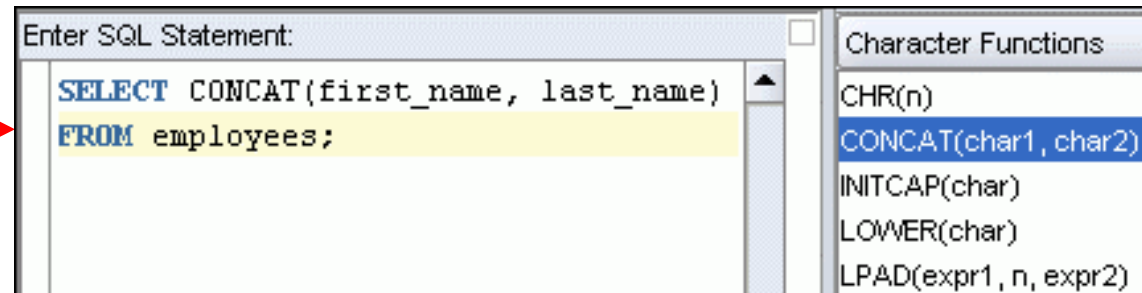 Enter SQL Statement:
SELECT CONCAT(first_name, last_name)
FROM employees;
Character Functions
CHR(n)
CONCAT(char1, char2)
INITCAP(char)
LOWER(char)
LPAD(expr1, n, expr2)